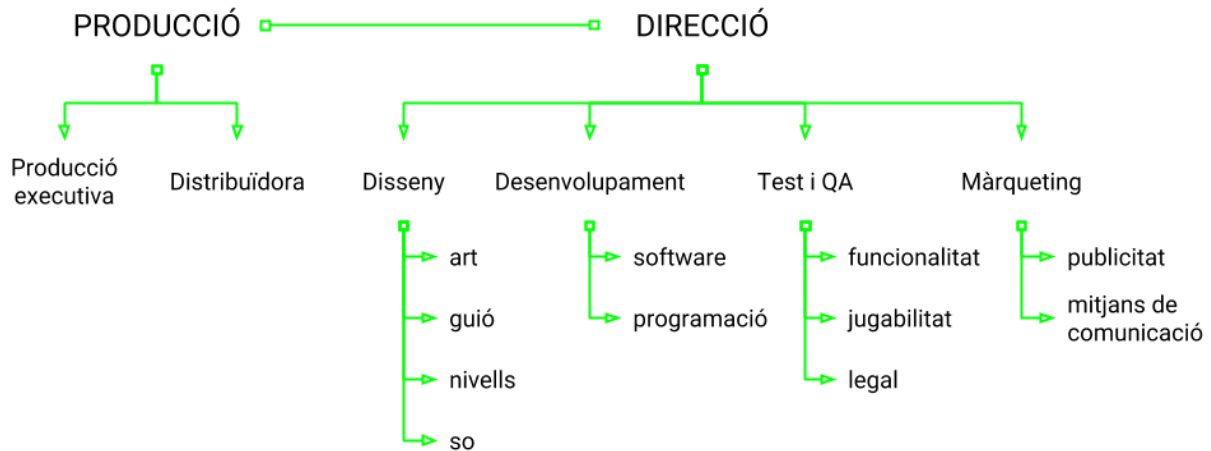 PRODUCCIÓ
DIRECCIÓ
Producció
executiva
Distribuïdora
Disseny
Desenvolupament
Test i QA
Màrqueting
art
guió
nivells
so
software
programació
funcionalitat
jugabilitat
legal
publicitat
mitjans de
comunicació